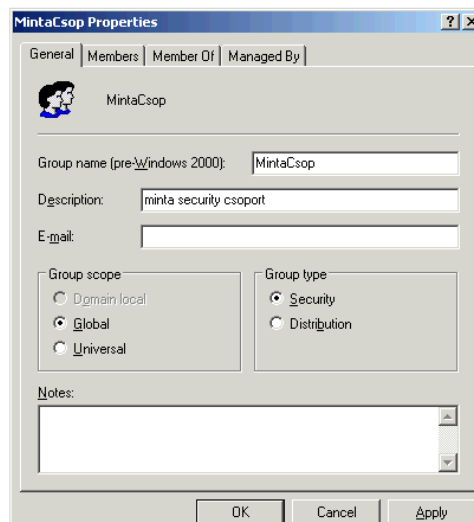 MintaCsop Properties
General Members Member Of Managed By
MintaCsop
Group name (pre-Windows 2000): MintaCsop
Description: minta security csoport
E-mail:
Group scope Group type
Domain local Security
Global Distribution
Universal
Notes:
OK Cancel Apply